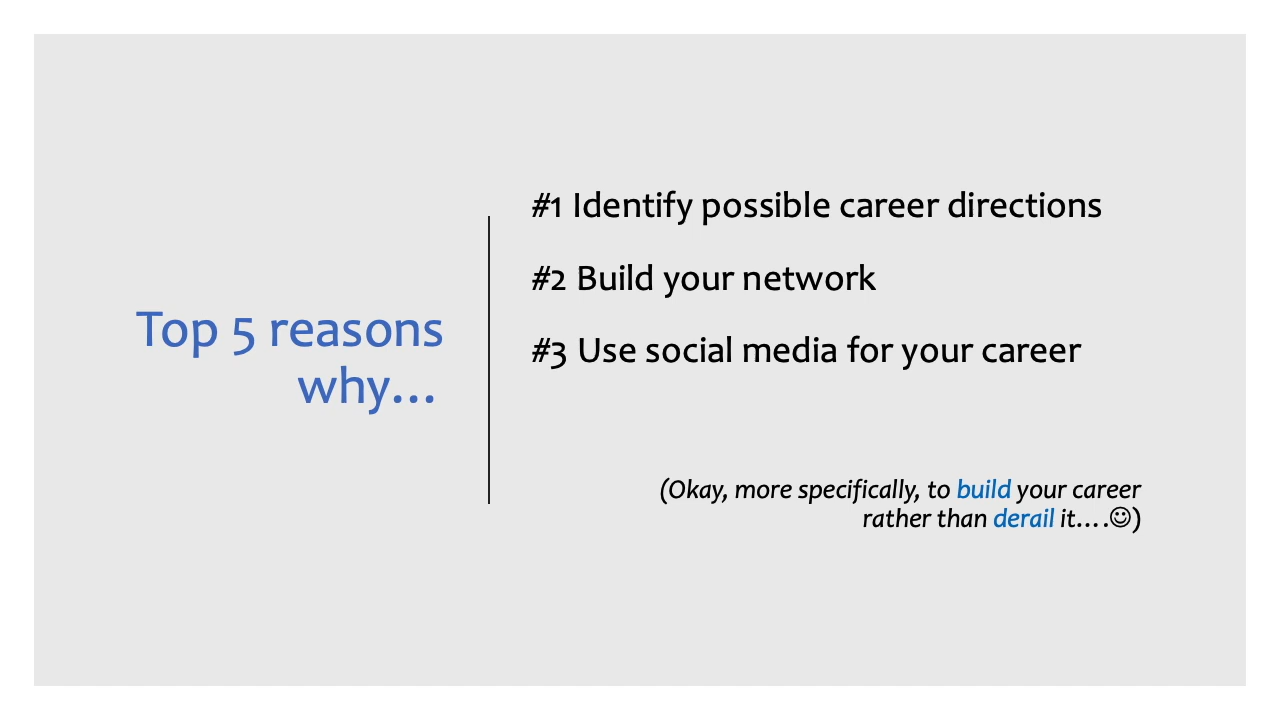 Top 5 reasons
why…
#1 Identify possible career directions
#2 Build your network
#3 Use social media for your career
(Okay, more specifically, to build your career
rather than derail it….☺)